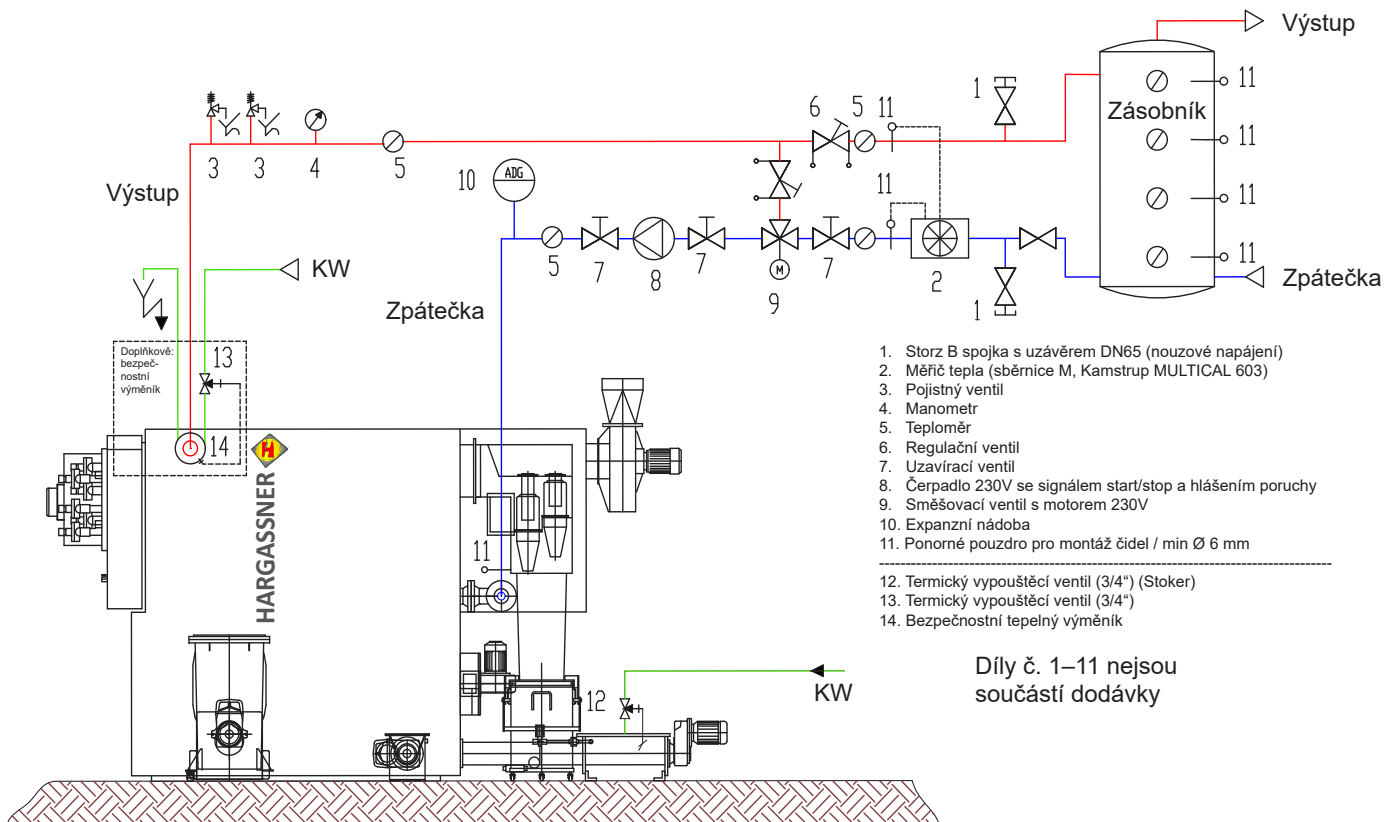 Výstup
1
6
5
11
11
Zásobník
3
3
4
5
11
10
ADG
11
Výstup
11
KW
5
7
8
7
M
9
7
2
1
11
Zpátečka
Zpátečka
Doplňkově:
bezpeč-
nostní
výměník
13
14
H
HARGASSNER
11
12
KW
1. Storz B spojka s uzávěrem DN65 (nouzové napájení)
2. Měřič tepla (sběrnice M, Kamstrup MULTICAL 603)
3. Pojistný ventil
4. Manometr
5. Teploměr
6. Regulační ventil
7. Uzavírací ventil
8. Čerpadlo 230V se signálem start/stop a hlášením poruchy
9. Směšovací ventil s motorem 230V
10. Expanzní nádoba
11. Ponorné pouzdro pro montáž čidel / min Ø 6 mm
12. Termický vypouštěcí ventil (3/4“) (Stoker)
13. Termický vypouštěcí ventil (3/4“)
14. Bezpečnostní tepelný výměník
Díly č. 1–11 nejsou
součástí dodávky